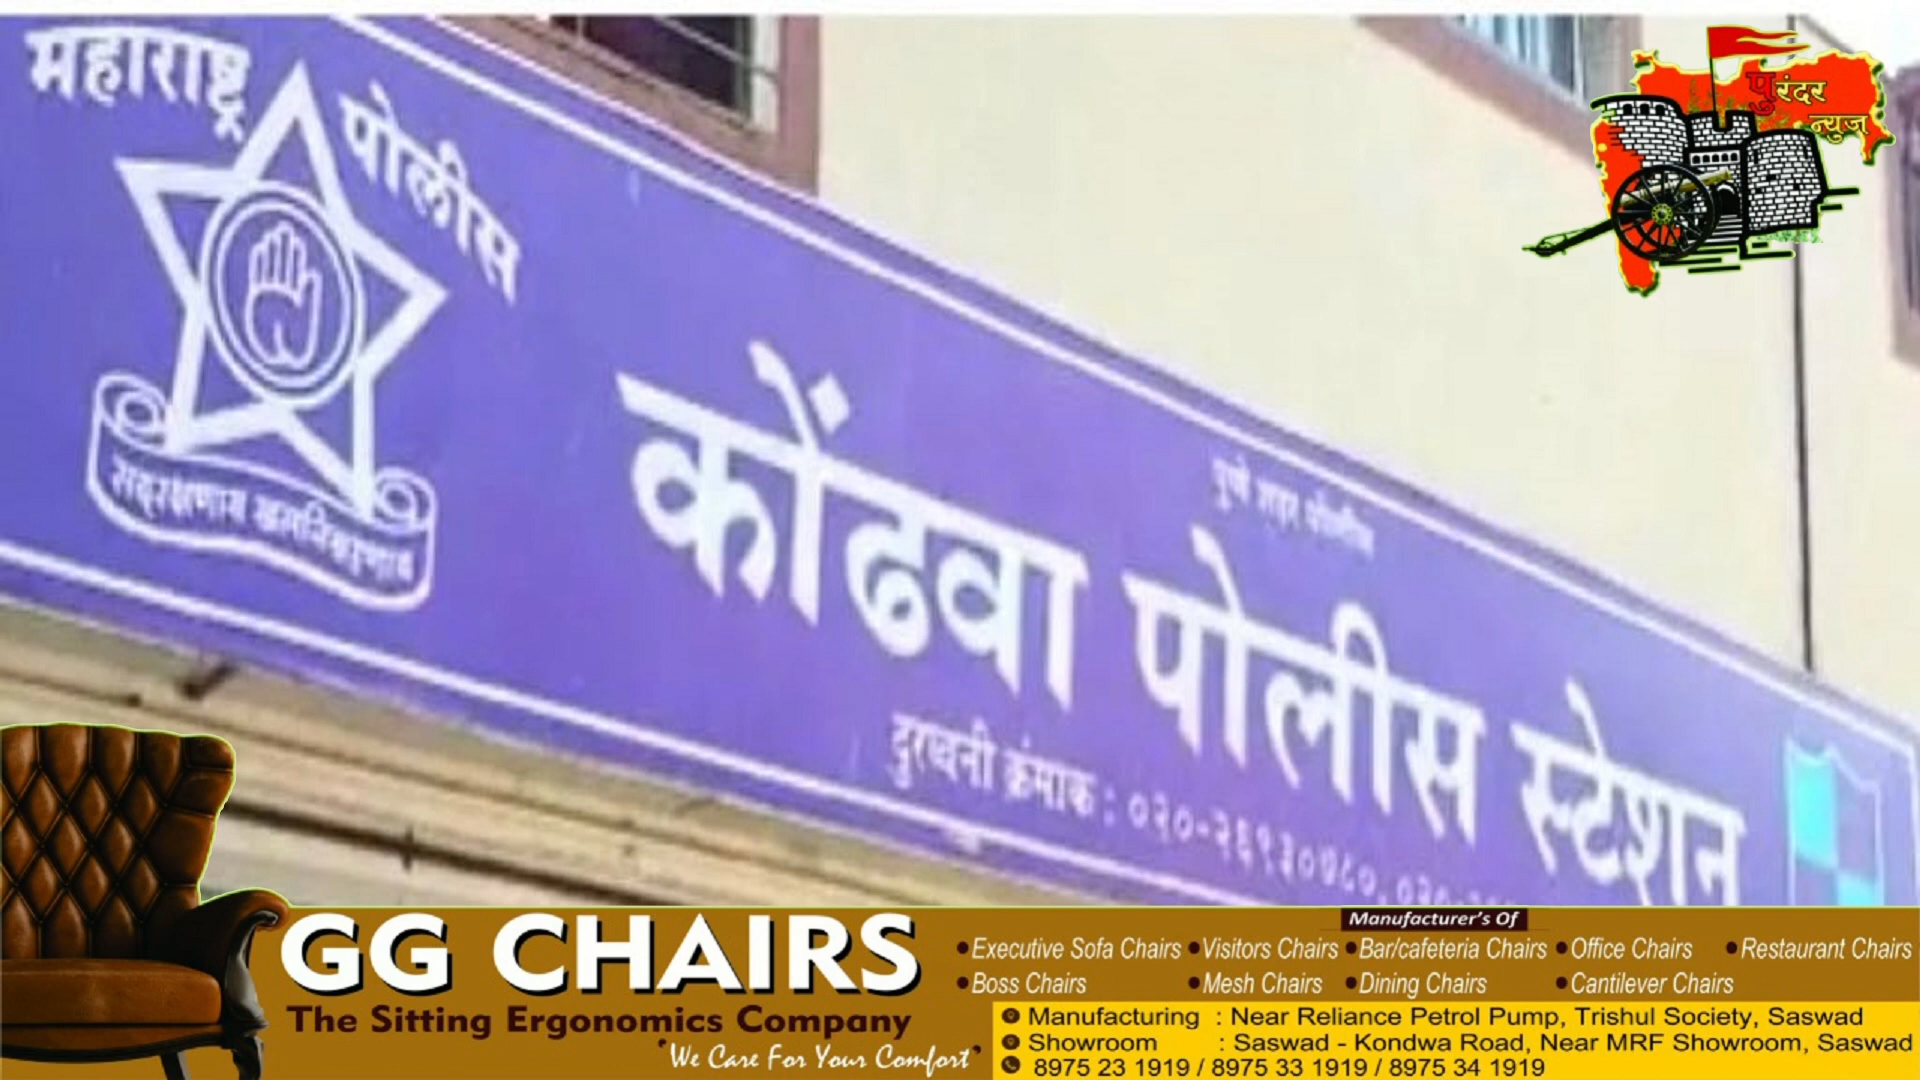 महाराष्ट्र पोलीस
पुरंदर
न्युज
सद्‌रक्षणाय खलनिग्रहणाय
पुणे शहर पोलीस
कोंढवा पोलीस स्टेशन
दुरध्वनी क्रंमाक : ०२०-२६९३०७८०, ०२०-
GG CHAIRS
The Sitting Ergonomics Company
"We Care For Your Comfort"
Manufacturer's Of
•Executive Sofa Chairs •Visitors Chairs •Bar/cafeteria Chairs •Office Chairs •Restaurant Chairs
•Boss Chairs •Mesh Chairs •Dining Chairs •Cantilever Chairs
Manufacturing : Near Reliance Petrol Pump, Trishul Society, Saswad
Showroom : Saswad - Kondwa Road, Near MRF Showroom, Saswad
8975 23 1919 / 8975 33 1919 / 8975 34 1919